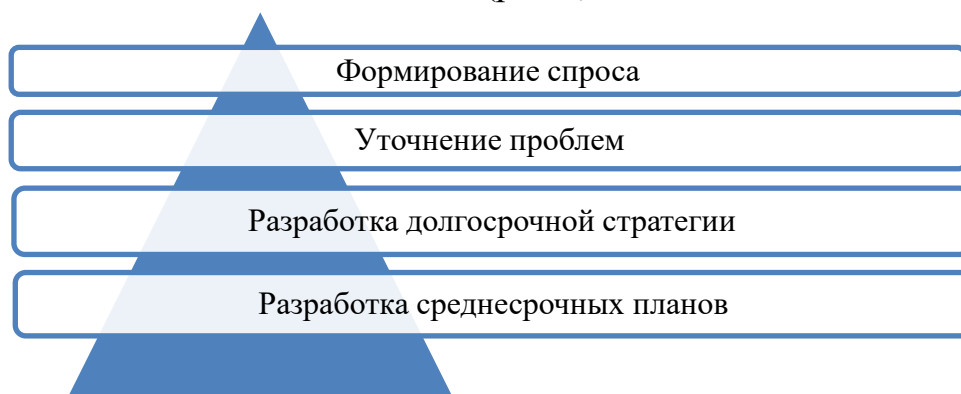 Формирование спроса
Уточнение проблем
Разработка долгосрочной стратегии
Разработка среднесрочных планов